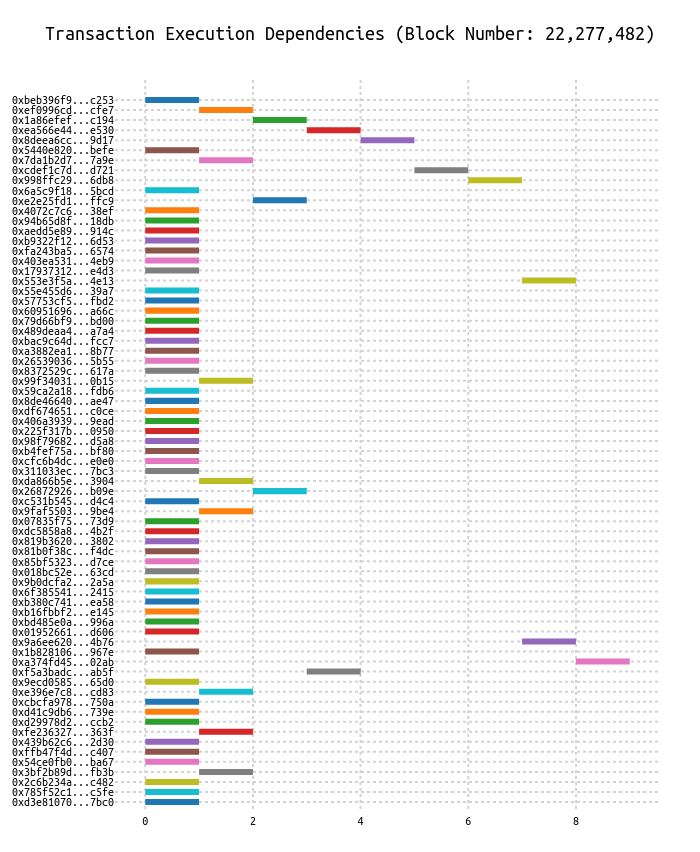 Transaction Execution Dependencies (Block Number: 22,277,482)
0xbeb396f9...c253
0xef0996cd...cfe7
0x1a86efef...c194
0xea566e44...e530
0x8deea6cc...9d17
0x5440e820...befe
0x7da1b2d7...7a9e
0xcdef1c7d...d721
0x998ffc29...6db8
0x6a5c9f18...5bcd
0xe2e25fd1...ffc9
0x4072c7c6...38ef
0x94b65d8f...18db
0xaedd5e89...914c
0xb9322f12...6d53
0xfa243ba5...6574
0x403ea531...4eb9
0x17937312...e4d3
0x553e3f5a...4e13
0x55e455d6...39a7
0x57753cf5...fbd2
0x60951696...a66c
0x79d66bf9...bd00
0x489deaa4...a7a4
0xbac9c64d...fcc7
0xa3882ea1...8b77
0x26539036...5b55
0x8372529c...617a
0x99f34031...0b15
0x59ca2a18...fdb6
0x8de46640...ae47
0xdf674651...c0ce
0x406a3939...9ead
0x225f317b...0950
0x98f79682...d5a8
0xb4fef75a...bf80
0xcfc6b4dc...e0e0
0x311033ec...7bc3
0xda866b5e...3904
0x26872926...b09e
0xc531b545...d4c4
0x9faf5503...9be4
0x07835f75...73d9
0xdc5858a8...4b2f
0x819b3620...3802
0x81b0f38c...f4dc
0x85bf5323...d7ce
0x018bc52e...63cd
0x9b0dcfa2...2a5a
0x6f385541...2415
0xb380c741...ea58
0xb16fbbf2...e145
0xbd485e0a...996a
0x01952661...d606
0x9a6ee620...4b76
0x1b828106...967e
0xa374fd45...02ab
0xf5a3badc...ab5f
0x9ecd0585...65d0
0xe396e7c8...cd83
0xcbcfa978...750a
0xd41c9db6...739e
0xd29978d2...ccb2
0xfe236327...363f
0x439b62c6...2d30
0xffb47f4d...c407
0x54ce0fb0...ba67
0x3bf2b89d...fb3b
0x2c6b234a...c482
0x785f52c1...c5fe
0xd3e81070...7bc0
0 2 4 6 8